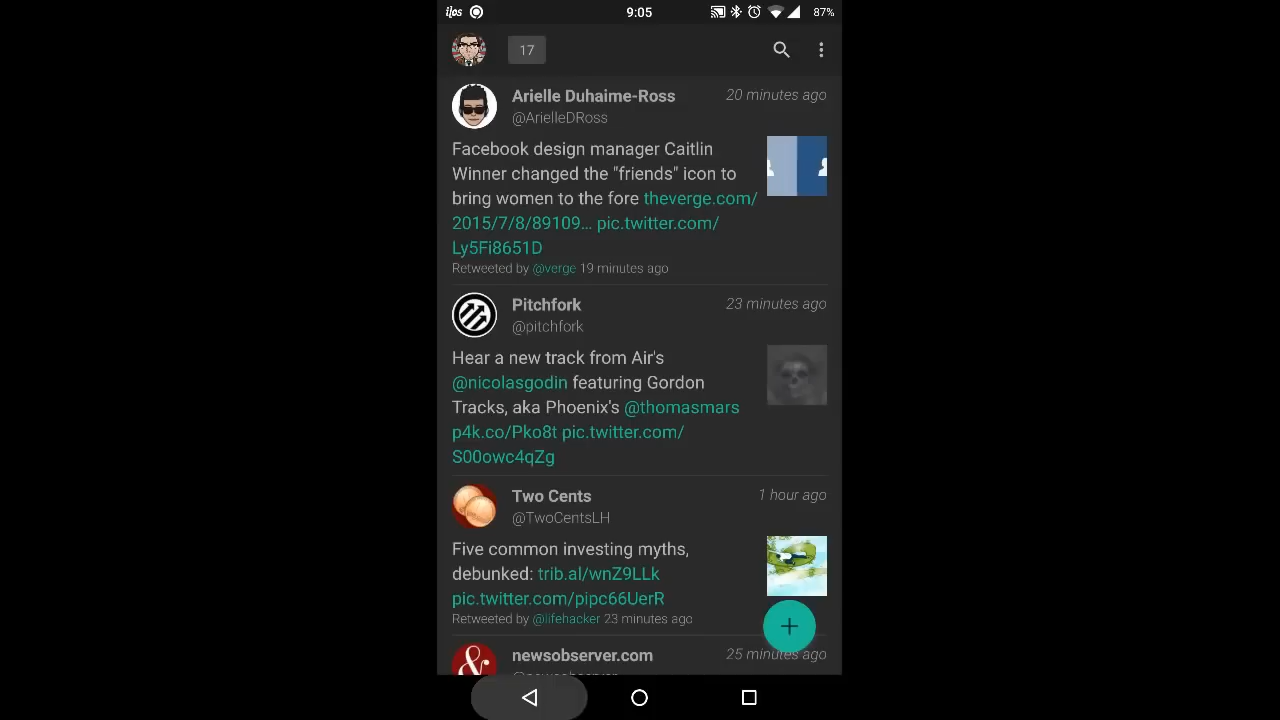 ilos 9:05 87%
17
Arielle Duhaime-Ross 20 minutes ago
@ArielleDRoss
Facebook design manager Caitlin
Winner changed the "friends" icon to
bring women to the fore theverge.com/
2015/7/8/89109… pic.twitter.com/
Ly5Fi8651D
Retweeted by @verge 19 minutes ago
Pitchfork 23 minutes ago
@pitchfork
Hear a new track from Air's
@nicolasgodin featuring Gordon
Tracks, aka Phoenix's @thomasmars
p4k.co/Pko8t pic.twitter.com/
S00owc4qZg
Two Cents 1 hour ago
@TwoCentsLH
Five common investing myths,
debunked: trib.al/wnZ9LLk
pic.twitter.com/pipc66UerR
Retweeted by @lifehacker 23 minutes ago
newsobserver.com 25 minutes ago